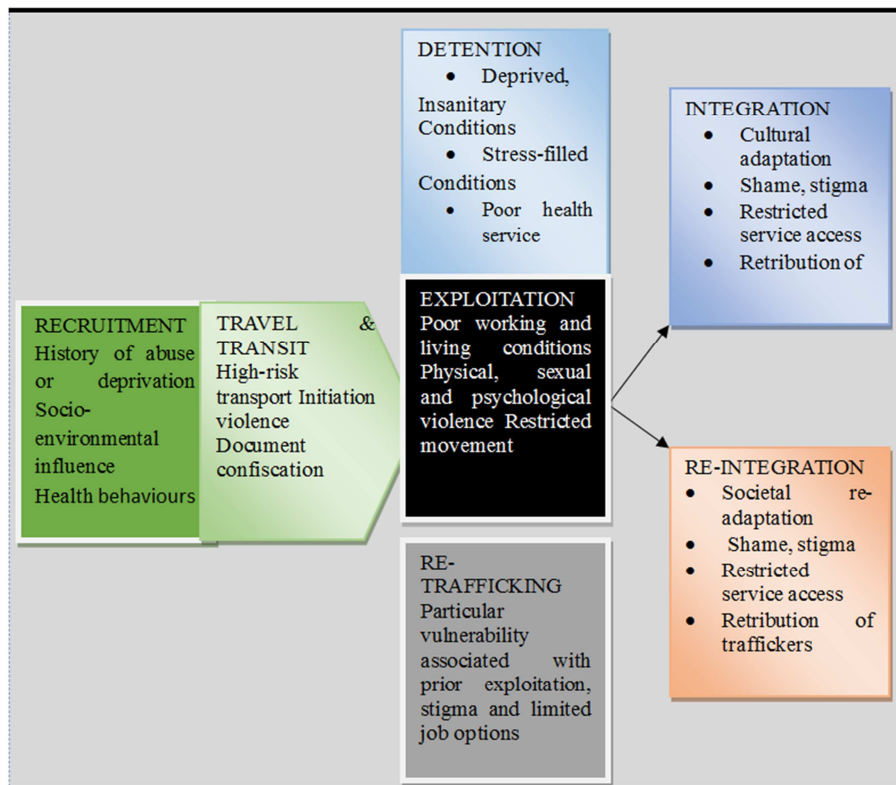 RECRUITMENT
History of abuse
or deprivation
Socio-
environmental
influence
Health behaviours
TRAVEL &
TRANSIT
High-risk
transport Initiation
violence
Document
confiscation
DETENTION
• Deprived,
Insanitary
Conditions
• Stress-filled
Conditions
• Poor health
service
EXPLOITATION
Poor working and
living conditions
Physical, sexual
and psychological
violence Restricted
movement
RE-
TRAFFICKING
Particular
vulnerability
associated with
prior exploitation,
stigma and limited
job options
INTEGRATION
• Cultural
adaptation
• Shame, stigma
• Restricted
service access
• Retribution of
RE-INTEGRATION
• Societal re-
adaptation
• Shame, stigma
• Restricted
service access
• Retribution of
traffickers